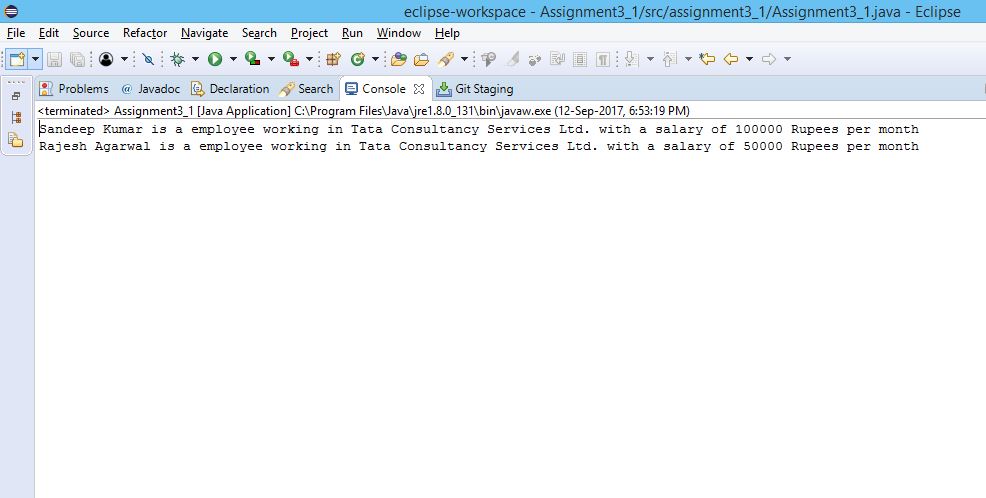 eclipse-workspace - Assignment3_1/src/assignment3_1/Assignment3_1.java - Eclipse
File Edit Source Refactor Navigate Search Project Run Window Help
Problems @ Javadoc Declaration Search Console Git Staging
<terminated> Assignment3_1 [Java Application] C:\Program Files\Java\jre1.8.0_131\bin\javaw.exe (12-Sep-2017, 6:53:19 PM)
Sandeep Kumar is a employee working in Tata Consultancy Services Ltd. with a salary of 100000 Rupees per month
Rajesh Agarwal is a employee working in Tata Consultancy Services Ltd. with a salary of 50000 Rupees per month